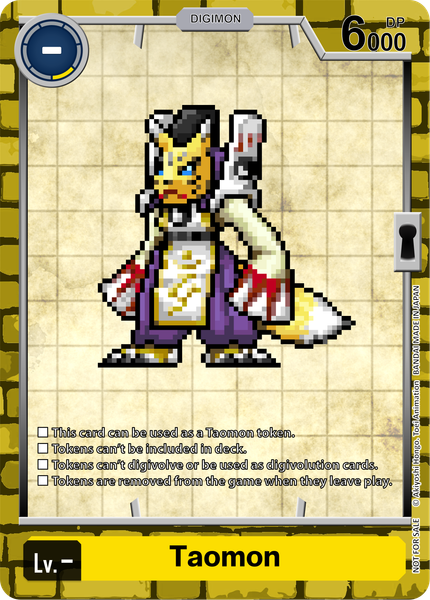 DIGIMON
DP
6000
-
□ This card can be used as a Taomon token.
□ Tokens can't be included in deck.
□ Tokens can't digivolve or be used as digivolution cards.
□ Tokens are removed from the game when they leave play.
NOT FOR SALE © Akiyoshi Hongo, Toei Animation BANDAI MADE IN JAPAN
Lv.-
Taomon